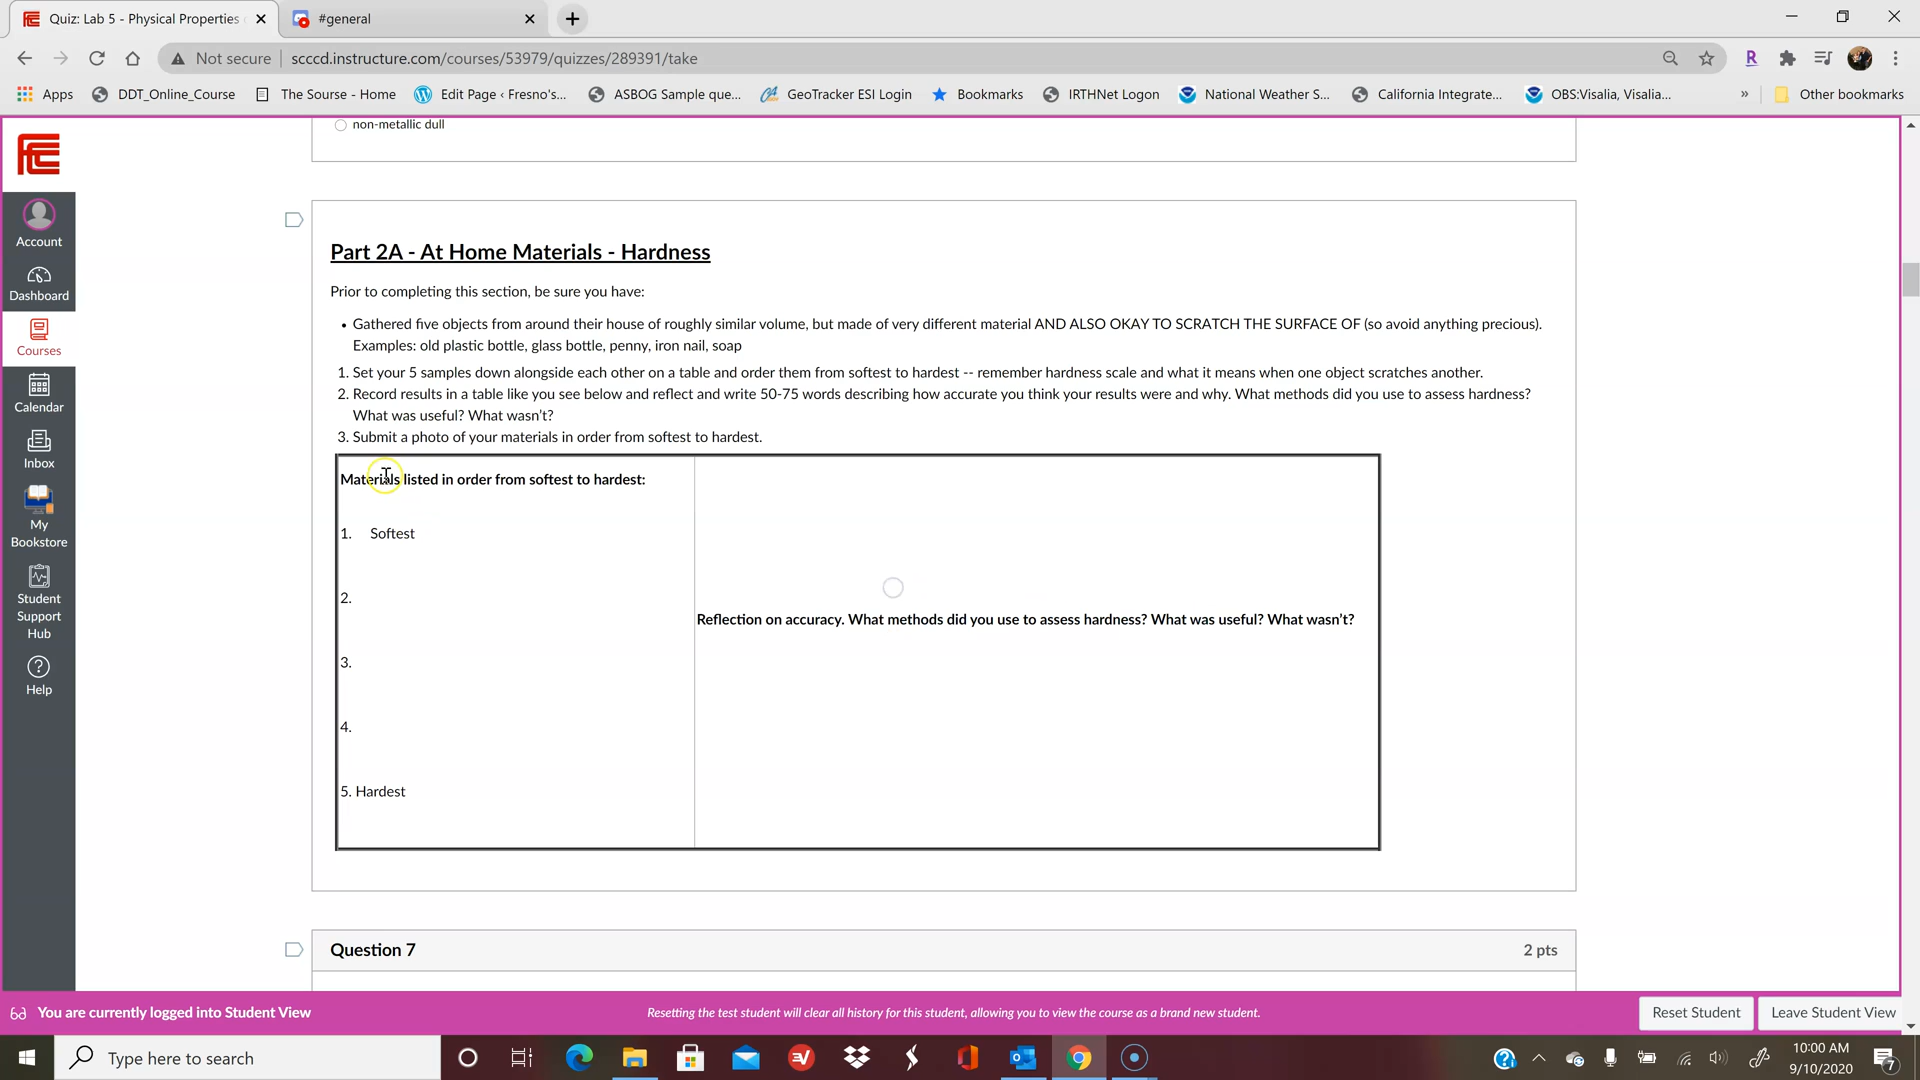 Quiz: Lab 5 - Physical Properties
#general
Not secure
scccd.instructure.com/courses/53979/quizzes/289391/take
Apps
DDT_Online_Course
The Sourse - Home
Edit Page ‹ Fresno's...
ASBOG Sample que...
GeoTracker ESI Login
Bookmarks
IRTHNet Logon
National Weather S...
California Integrate...
OBS:Visalia, Visalia...
»
Other bookmarks
non-metallic dull
Account
Dashboard
Courses
Calendar
Inbox
My
Bookstore
Student
Support
Hub
Help
Part 2A - At Home Materials - Hardness
Prior to completing this section, be sure you have:
• Gathered five objects from around their house of roughly similar volume, but made of very different material AND ALSO OKAY TO SCRATCH THE SURFACE OF (so avoid anything precious).
Examples: old plastic bottle, glass bottle, penny, iron nail, soap
1. Set your 5 samples down alongside each other on a table and order them from softest to hardest -- remember hardness scale and what it means when one object scratches another.
2. Record results in a table like you see below and reflect and write 50-75 words describing how accurate you think your results were and why. What methods did you use to assess hardness?
What was useful? What wasn't?
3. Submit a photo of your materials in order from softest to hardest.
Materials listed in order from softest to hardest:
1. Softest
2.
3.
4.
5. Hardest
Reflection on accuracy. What methods did you use to assess hardness? What was useful? What wasn't?
Question 7
2 pts
You are currently logged into Student View
Resetting the test student will clear all history for this student, allowing you to view the course as a brand new student.
Reset Student
Leave Student View
Type here to search
10:00 AM
9/10/2020
7